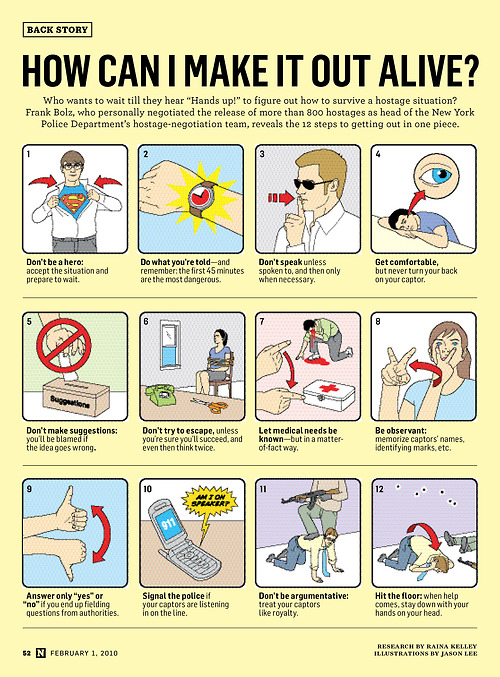 BACK STORY
HOW CAN I MAKE IT OUT ALIVE?
Who wants to wait till they hear “Hands up!” to figure out how to survive a hostage situation?
Frank Bolz, who personally negotiated the release of more than 800 hostages as head of the New York
Police Department’s hostage-negotiation team, reveals the 12 steps to getting out in one piece.
1
Don't be a hero:
accept the situation and
prepare to wait.
2
Do what you're told—and
remember: the first 45 minutes
are the most dangerous.
3
Don't speak unless
spoken to, and then only
when necessary.
4
Get comfortable,
but never turn your back
on your captor.
5
Suggestions
Don't make suggestions:
you'll be blamed if
the idea goes wrong.
6
Don't try to escape, unless
you're sure you'll succeed, and
even then think twice.
7
Let medical needs be
known—but in a matter-
of-fact way.
8
Be observant:
memorize captors' names,
identifying marks, etc.
9
Answer only "yes" or
"no" if you end up fielding
questions from authorities.
10
AM I ON
SPEAKER?
911
Signal the police if
your captors are listening
in on the line.
11
Don't be argumentative:
treat your captors
like royalty.
12
Hit the floor: when help
comes, stay down with your
hands on your head.
52 N FEBRUARY 1, 2010
RESEARCH BY RAINA KELLEY
ILLUSTRATIONS BY JASON LEE